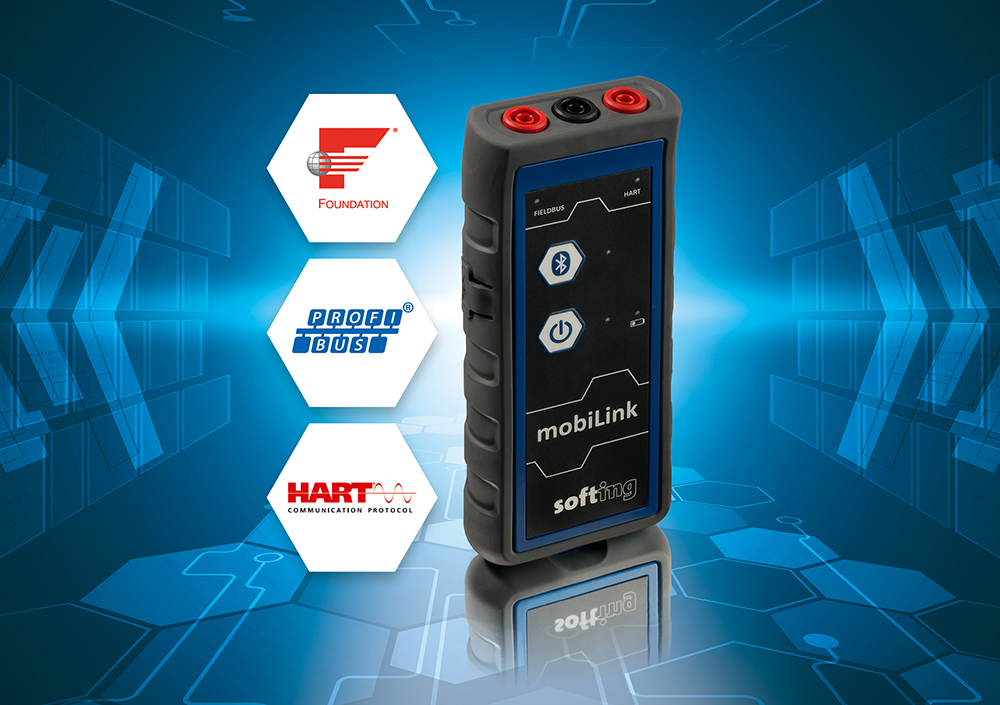 FOUNDATION
PROFI®
BUS
HART
COMMUNICATION PROTOCOL
FIELDBUS
HART
mobiLink
softing